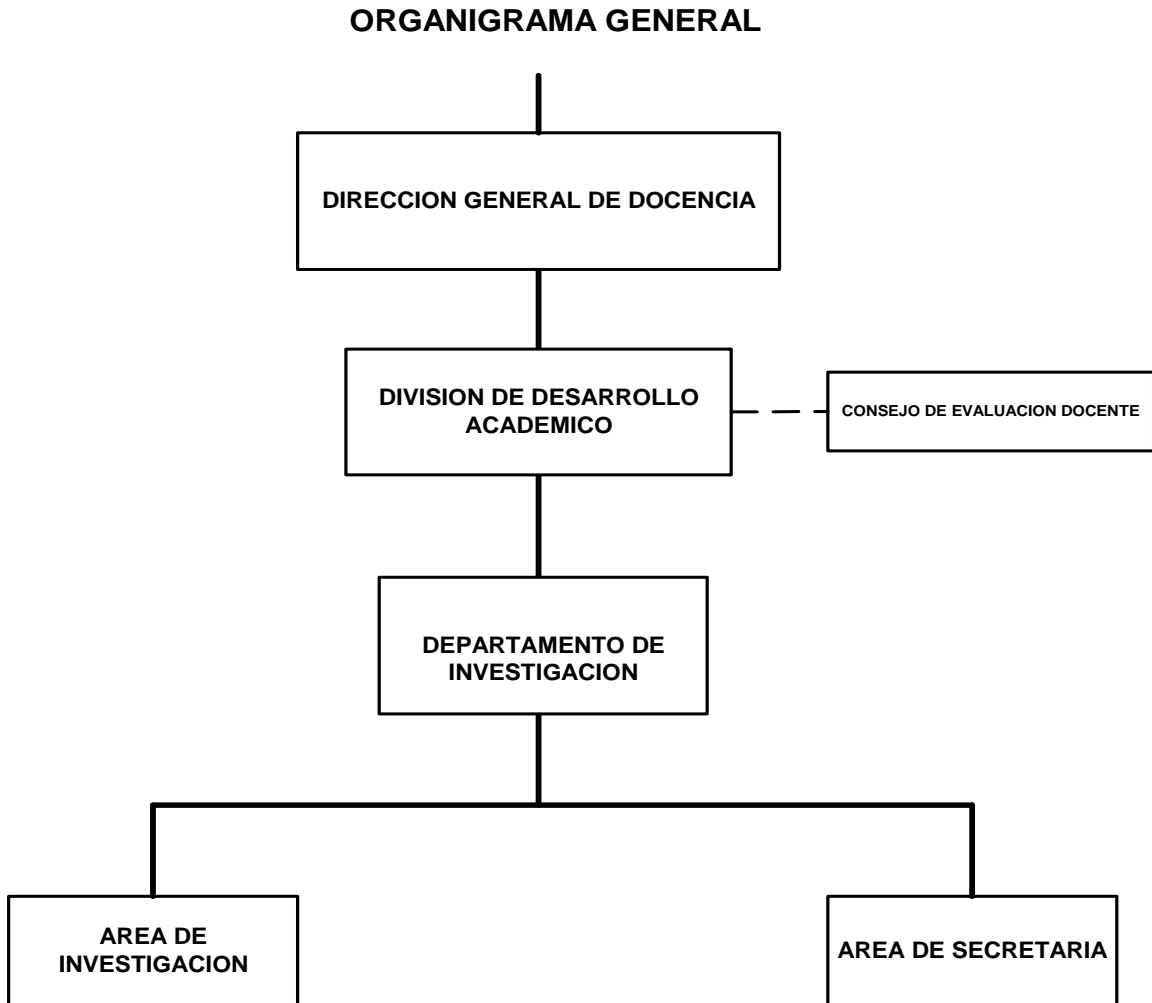 ORGANIGRAMA GENERAL
DIRECCION GENERAL DE DOCENCIA
DIVISION DE DESARROLLO
ACADEMICO
CONSEJO DE EVALUACION DOCENTE
DEPARTAMENTO DE
INVESTIGACION
AREA DE
INVESTIGACION
AREA DE SECRETARIA